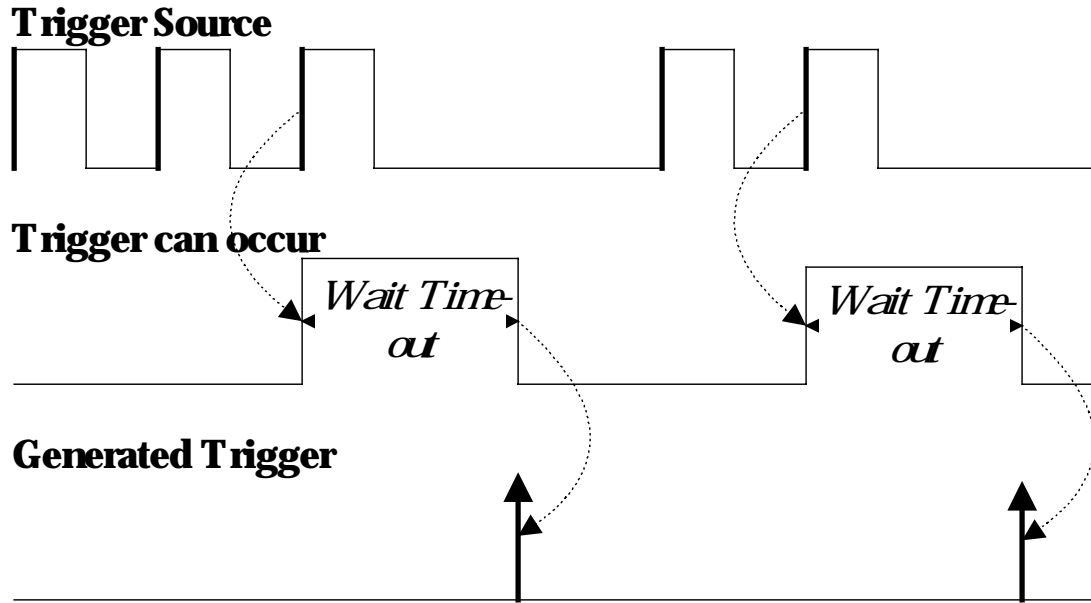 Trigger Source
Trigger can occur
Wait Time-
out
Wait Time-
out
Generated Trigger